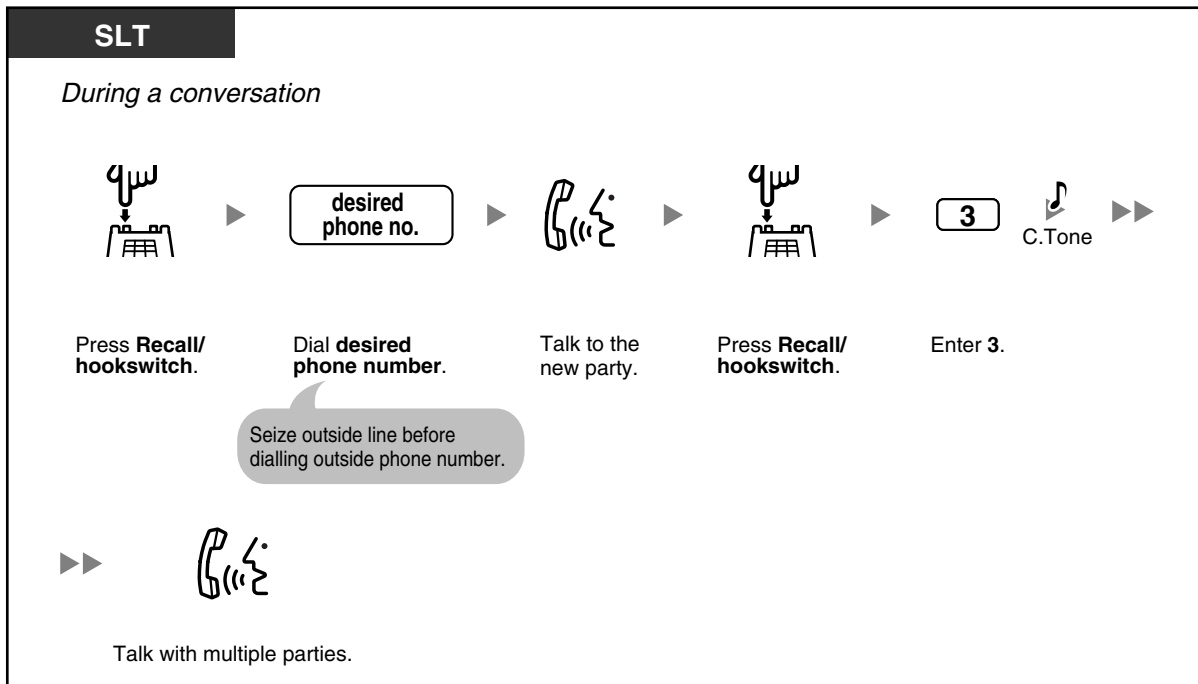 SLT
During a conversation
desired
phone no.
3
C.Tone
Press Recall/
hookswitch.
Dial desired
phone number.
Talk to the
new party.
Press Recall/
hookswitch.
Enter 3.
Seize outside line before
dialling outside phone number.
Talk with multiple parties.